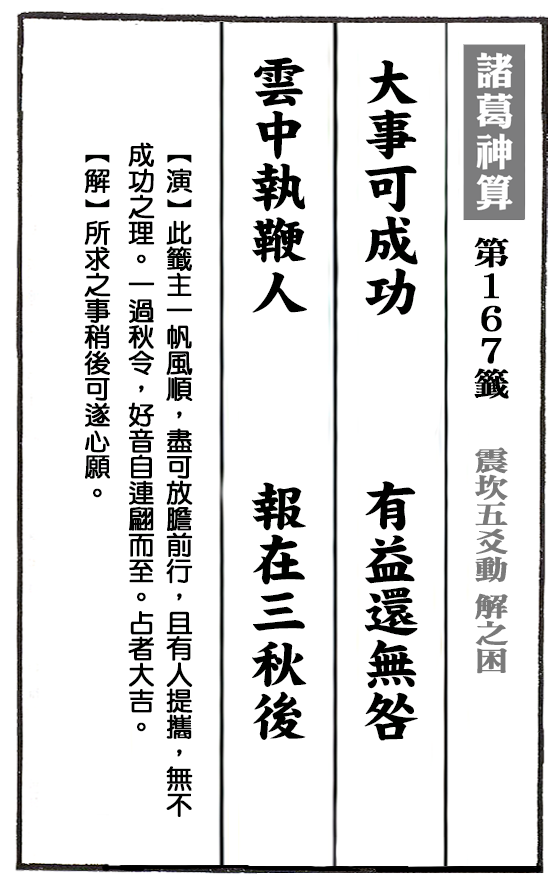 諸葛神算 第167籤 震坎五爻動 解之困
大事可成功 有益還無咎
雲中執鞭人 報在三秋後
【演】此籤主一帆風順，盡可放膽前行，且有人提攜，無不
成功之理。一過秋令，好音自連翩而至。占者大吉。
【解】所求之事稍後可遂心願。